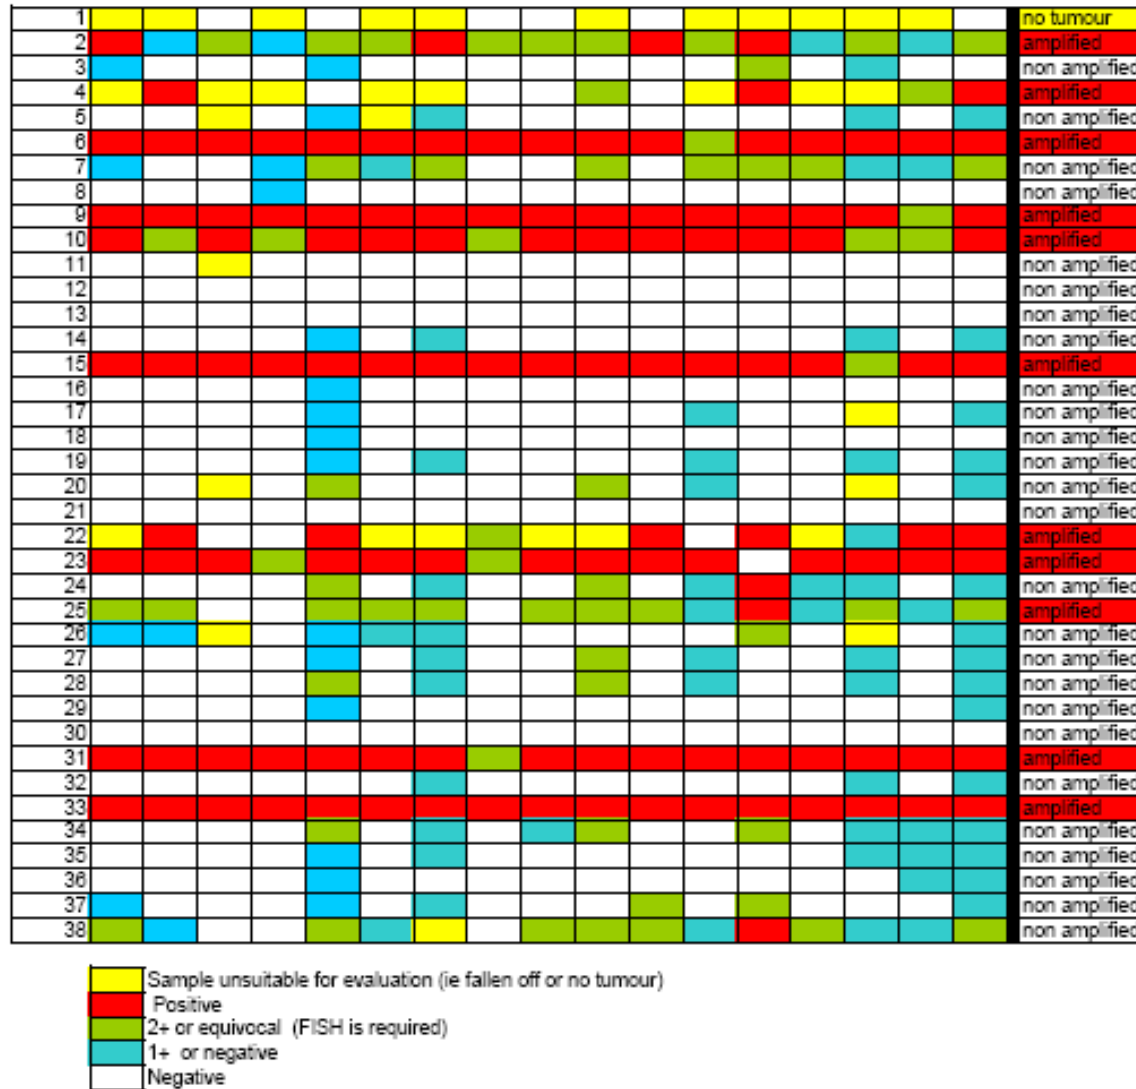 1 no tumour
2 amplified
3 non amplified
4 amplified
5 non amplified
6 amplified
7 non amplified
8 non amplified
9 amplified
10 amplified
11 non amplified
12 non amplified
13 non amplified
14 non amplified
15 amplified
16 non amplified
17 non amplified
18 non amplified
19 non amplified
20 non amplified
21 non amplified
22 amplified
23 amplified
24 non amplified
25 amplified
26 non amplified
27 non amplified
28 non amplified
29 non amplified
30 non amplified
31 amplified
32 non amplified
33 amplified
34 non amplified
35 non amplified
36 non amplified
37 non amplified
38 non amplified
Sample unsuitable for evaluation (ie fallen off or no tumour)
Positive
2+ or equivocal (FISH is required)
1+ or negative
Negative